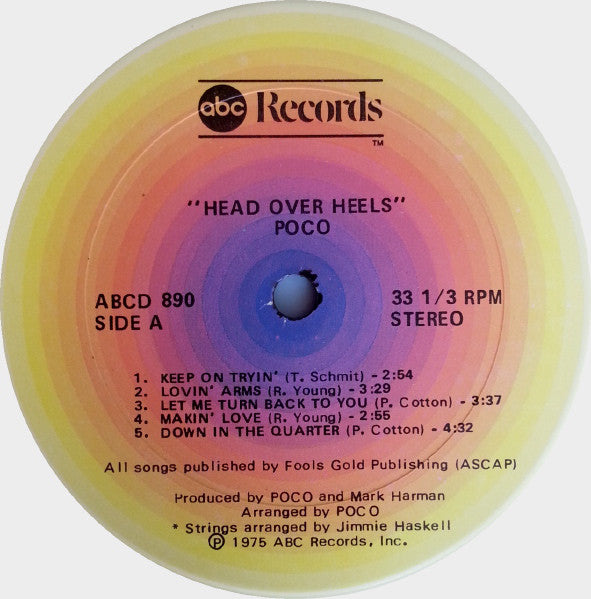 abc Records
TM
"HEAD OVER HEELS"
POCO
ABCD 890
SIDE A
33 1/3 RPM
STEREO
1. KEEP ON TRYIN' (T. Schmit) - 2:54
2. LOVIN' ARMS (R. Young) - 3:29
3. LET ME TURN BACK TO YOU (P. Cotton) - 3:37
4. MAKIN' LOVE (R. Young) - 2:55
5. DOWN IN THE QUARTER (P. Cotton) - 4:32
All songs published by Fools Gold Publishing (ASCAP)
Produced by POCO and Mark Harman
Arranged by POCO
* Strings arranged by Jimmie Haskell
℗ 1975 ABC Records, Inc.